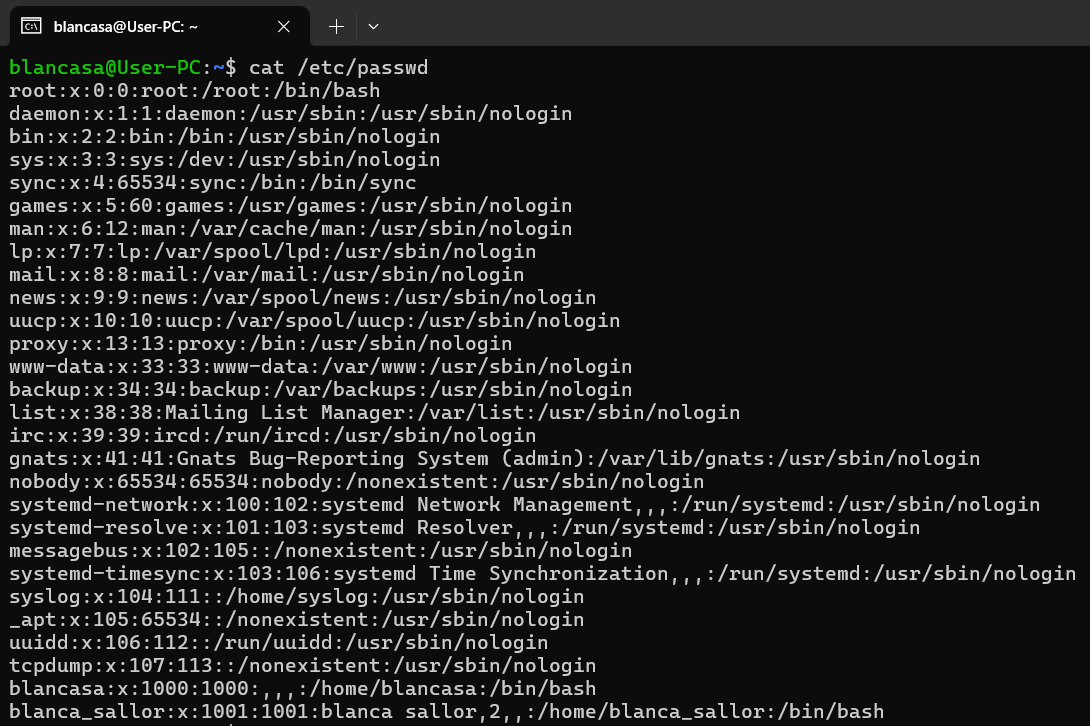 blancasa@User-PC: ~
blancasa@User-PC:~$ cat /etc/passwd
root:x:0:0:root:/root:/bin/bash
daemon:x:1:1:daemon:/usr/sbin:/usr/sbin/nologin
bin:x:2:2:bin:/bin:/usr/sbin/nologin
sys:x:3:3:sys:/dev:/usr/sbin/nologin
sync:x:4:65534:sync:/bin:/bin/sync
games:x:5:60:games:/usr/games:/usr/sbin/nologin
man:x:6:12:man:/var/cache/man:/usr/sbin/nologin
lp:x:7:7:lp:/var/spool/lpd:/usr/sbin/nologin
mail:x:8:8:mail:/var/mail:/usr/sbin/nologin
news:x:9:9:news:/var/spool/news:/usr/sbin/nologin
uucp:x:10:10:uucp:/var/spool/uucp:/usr/sbin/nologin
proxy:x:13:13:proxy:/bin:/usr/sbin/nologin
www-data:x:33:33:www-data:/var/www:/usr/sbin/nologin
backup:x:34:34:backup:/var/backups:/usr/sbin/nologin
list:x:38:38:Mailing List Manager:/var/list:/usr/sbin/nologin
irc:x:39:39:ircd:/run/ircd:/usr/sbin/nologin
gnats:x:41:41:Gnats Bug-Reporting System (admin):/var/lib/gnats:/usr/sbin/nologin
nobody:x:65534:65534:nobody:/nonexistent:/usr/sbin/nologin
systemd-network:x:100:102:systemd Network Management,,,:/run/systemd:/usr/sbin/nologin
systemd-resolve:x:101:103:systemd Resolver,,,:/run/systemd:/usr/sbin/nologin
messagebus:x:102:105::/nonexistent:/usr/sbin/nologin
systemd-timesync:x:103:106:systemd Time Synchronization,,,:/run/systemd:/usr/sbin/nologin
syslog:x:104:111::/home/syslog:/usr/sbin/nologin
_apt:x:105:65534::/nonexistent:/usr/sbin/nologin
uuidd:x:106:112::/run/uuidd:/usr/sbin/nologin
tcpdump:x:107:113::/nonexistent:/usr/sbin/nologin
blancasa:x:1000:1000:,,,:/home/blancasa:/bin/bash
blanca_sallor:x:1001:1001:blanca sallor,2,,:/home/blanca_sallor:/bin/bash